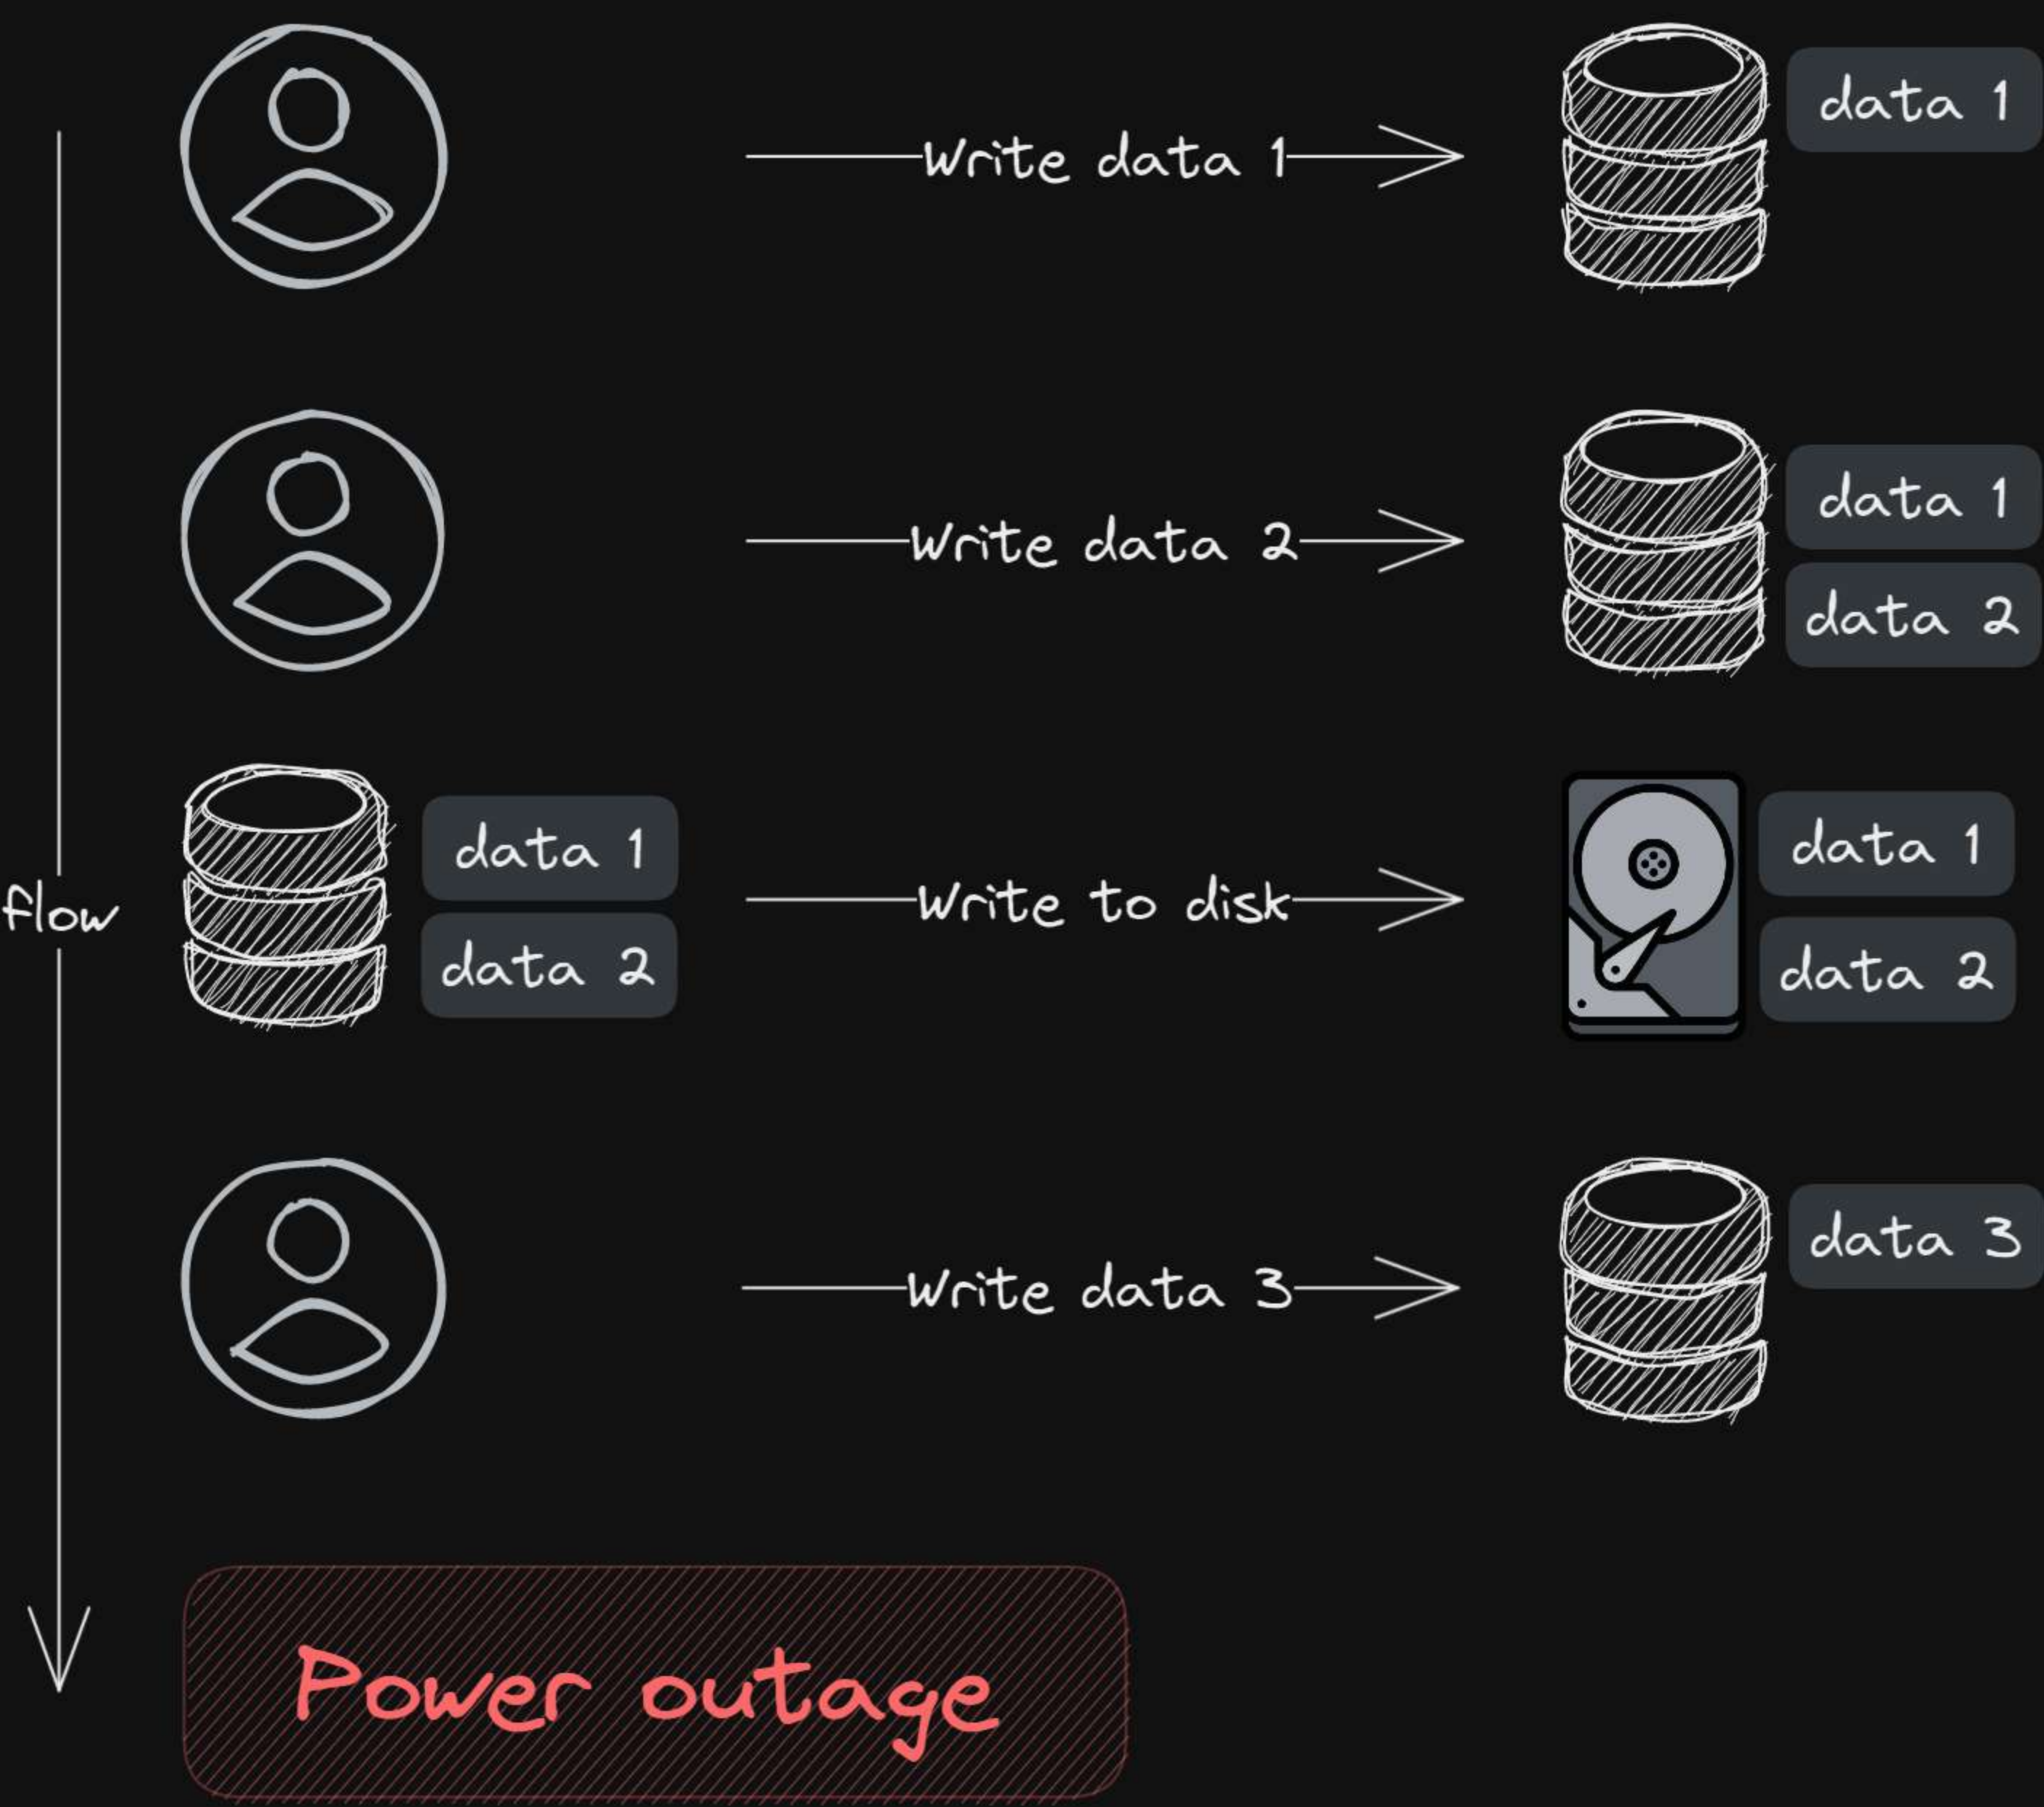 Write data 1
data 1
Write data 2
data 1
data 2
flow
data 1
data 2
Write to disk
data 1
data 2
Write data 3
data 3
Power outage